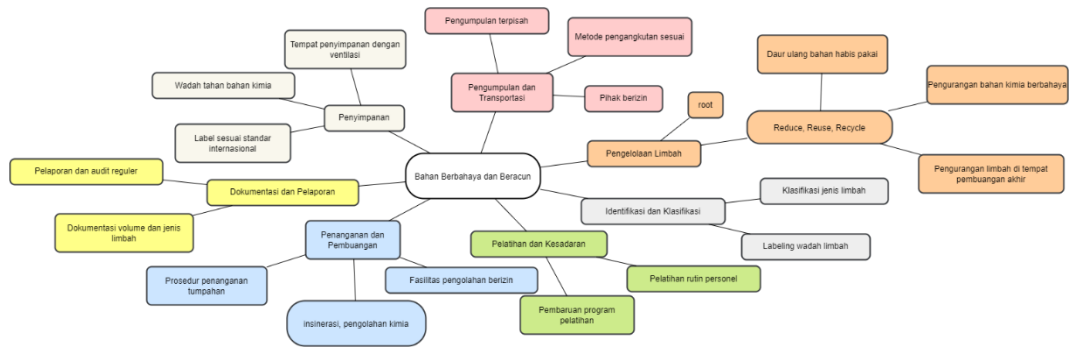 Pengumpulan terpisah
Tempat penyimpanan dengan
ventilasi
Metode pengangkutan sesuai
Daur ulang bahan habis pakai
Wadah tahan bahan kimia
Pengumpulan dan
Transportasi
Pengurangan bahan kimia berbahaya
Pihak berizin
root
Penyimpanan
Reduce, Reuse, Recycle
Label sesuai standar
internasional
Pengelolaan Limbah
Pelaporan dan audit reguler
Bahan Berbahaya dan Beracun
Pengurangan limbah di tempat
pembuangan akhir
Dokumentasi dan Pelaporan
Klasifikasi jenis limbah
Identifikasi dan Klasifikasi
Dokumentasi volume dan jenis
limbah
Penanganan dan
Pembuangan
Pelatihan dan Kesadaran
Labeling wadah limbah
Prosedur penanganan
tumpahan
Fasilitas pengolahan berizin
Pelatihan rutin personel
insinerasi, pengolahan kimia
Pembaruan program
pelatihan